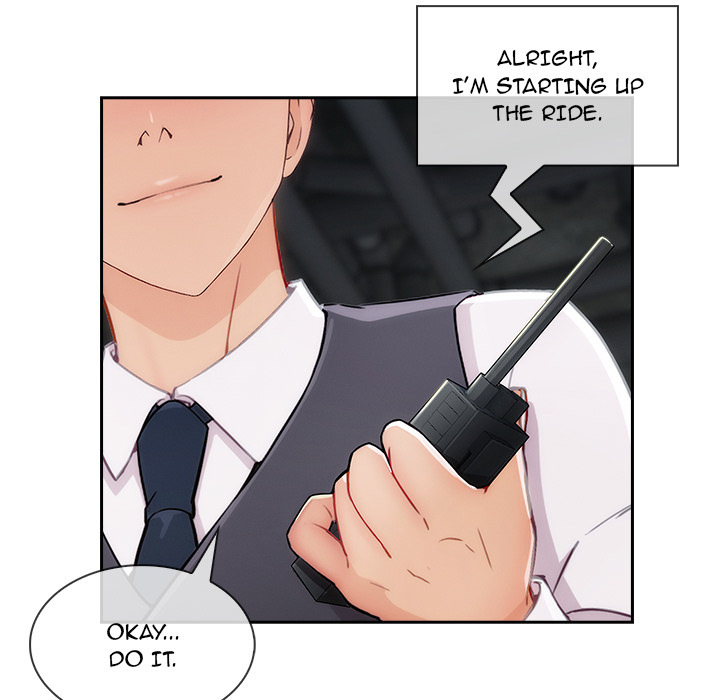 ALRIGHT,
I'M STARTING UP
THE RIDE.
OKAY...
DO IT.